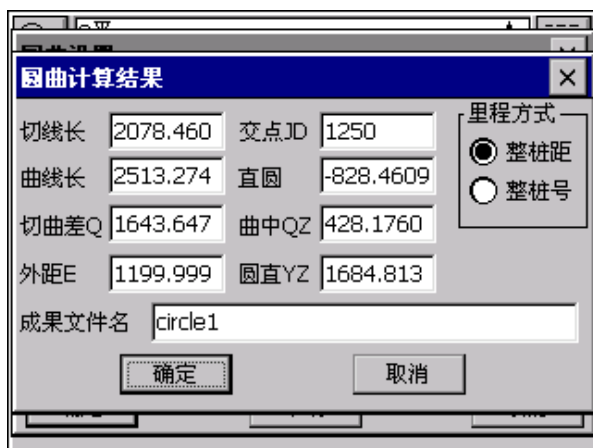 圆曲计算结果
里程方式
切线长 2078.460 交点JD 1250
整桩距
曲线长 2513.274 直圆 -828.4609
整桩号
切曲差Q 1643.647 曲中QZ 428.1760
外距E 1199.999 圆直YZ 1684.813
成果文件名 circle1
确定 取消